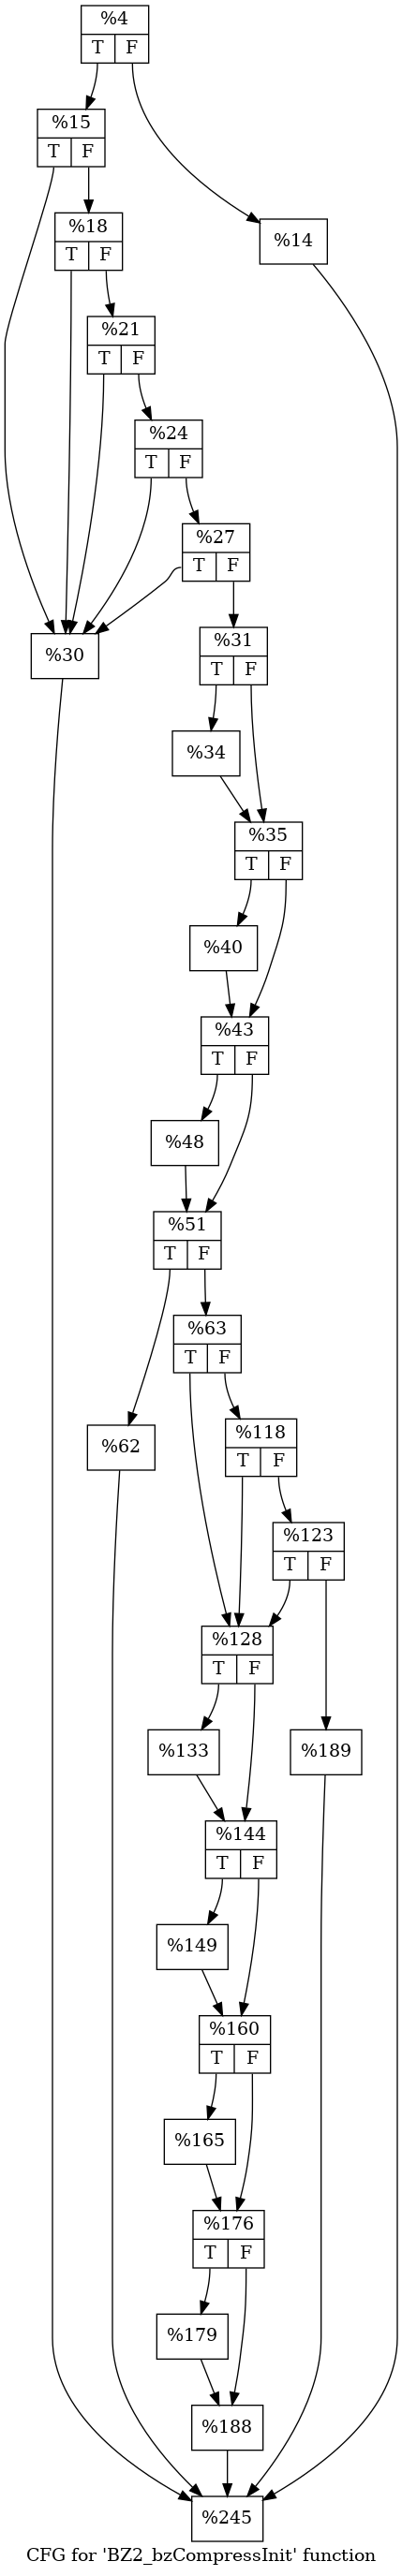 %4
T F
%15
T F
%18
T F
%14
%21
T F
%24
T F
%27
T F
%30
%31
T F
%34
%35
T F
%40
%43
T F
%48
%51
T F
%63
T F
%62
%118
T F
%123
T F
%128
T F
%133
%189
%144
T F
%149
%160
T F
%165
%176
T F
%179
%188
%245
CFG for 'BZ2_bzCompressInit' function